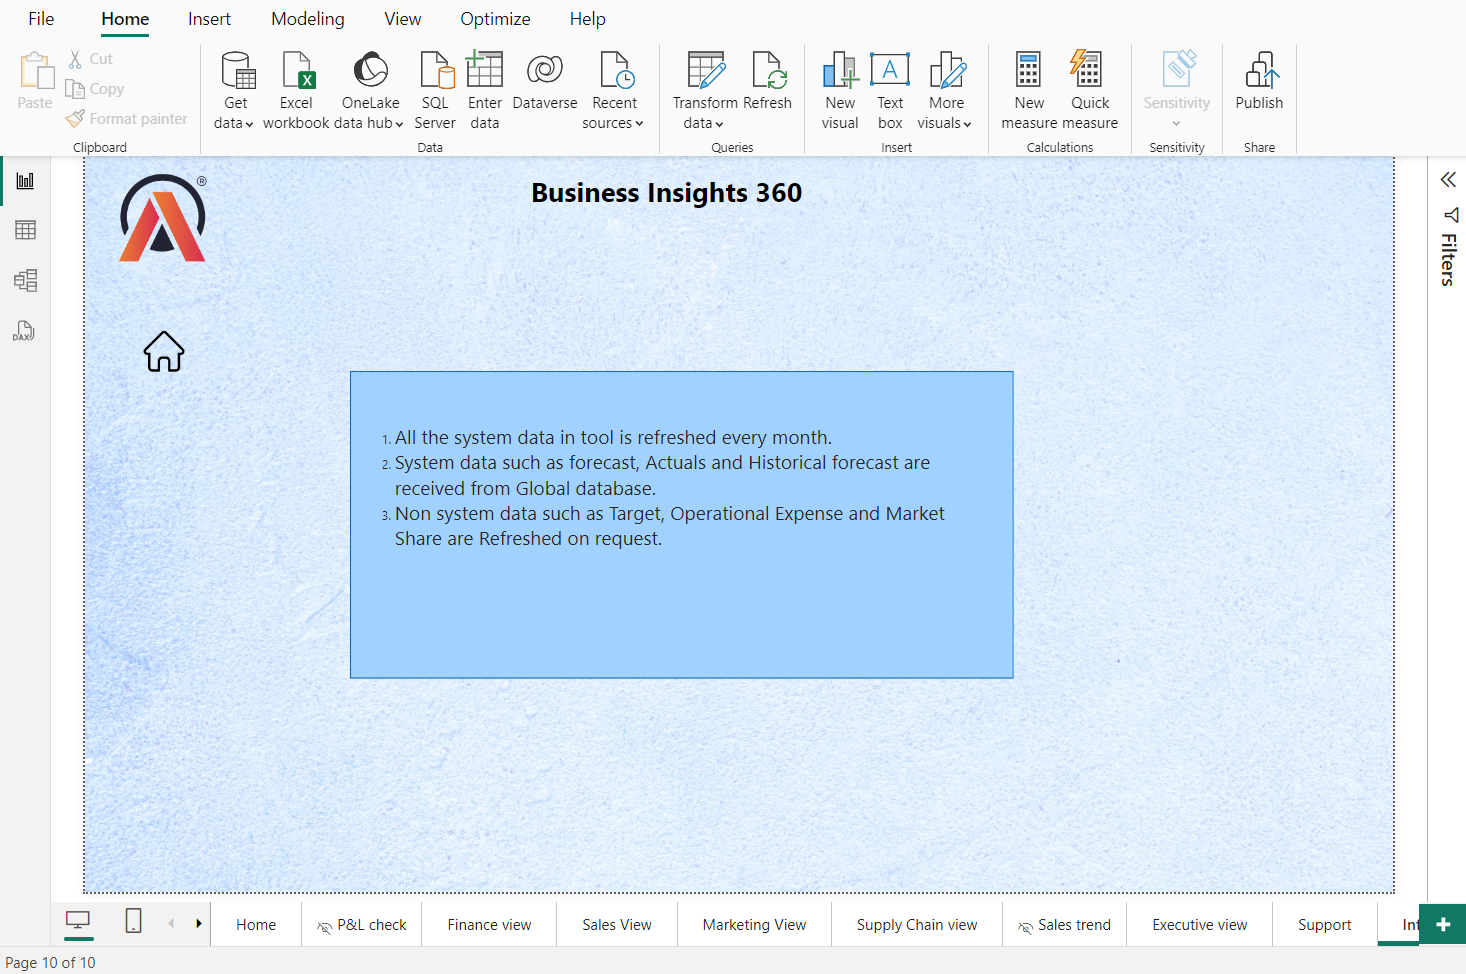 File Home Insert Modeling View Optimize Help
Paste
Cut
Copy
Format painter
Clipboard
Get data
Excel workbook
OneLake data hub
SQL Server
Enter data
Dataverse
Recent sources
Data
Transform data
Refresh
Queries
New visual
Text box
More visuals
Insert
New measure
Quick measure
Calculations
Sensitivity
Sensitivity
Publish
Share
DAX
®
Business Insights 360
Filters
1. All the system data in tool is refreshed every month.
2. System data such as forecast, Actuals and Historical forecast are
received from Global database.
3. Non system data such as Target, Operational Expense and Market
Share are Refreshed on request.
Home P&L check Finance view Sales View Marketing View Supply Chain view Sales trend Executive view Support
Page 10 of 10